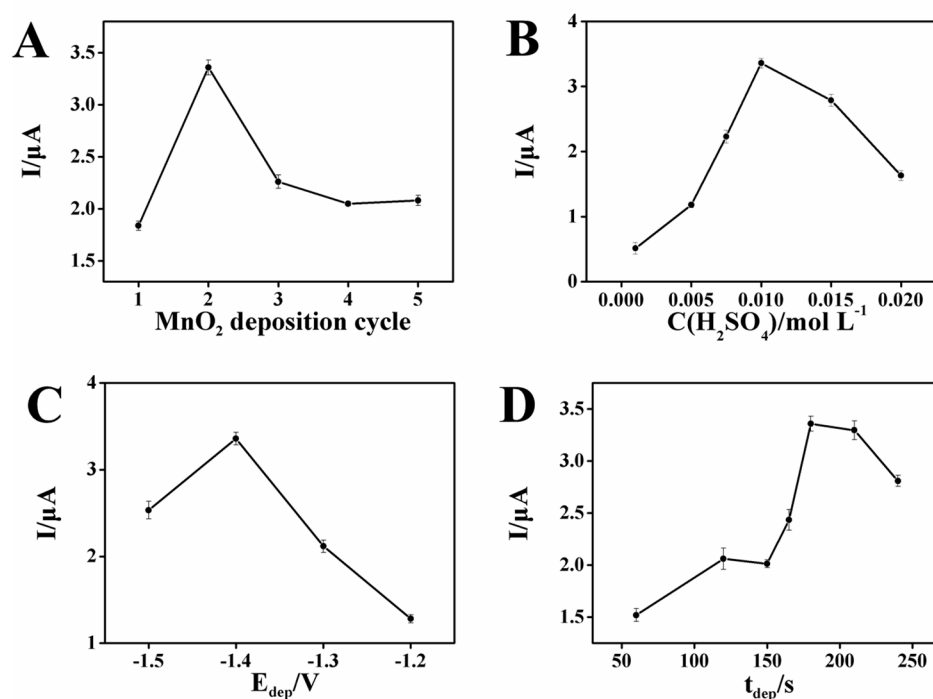 A
I/μA
3.5
3.0
2.5
2.0
1.5
1 2 3 4 5
MnO₂ deposition cycle
B
I/μA
4
3
2
1
0
0.000 0.005 0.010 0.015 0.020
C(H₂SO₄)/mol L⁻¹
C
I/μA
4
3
2
1
-1.5 -1.4 -1.3 -1.2
E_dep/V
D
I/μA
3.5
3.0
2.5
2.0
1.5
50 100 150 200 250
t_dep/s